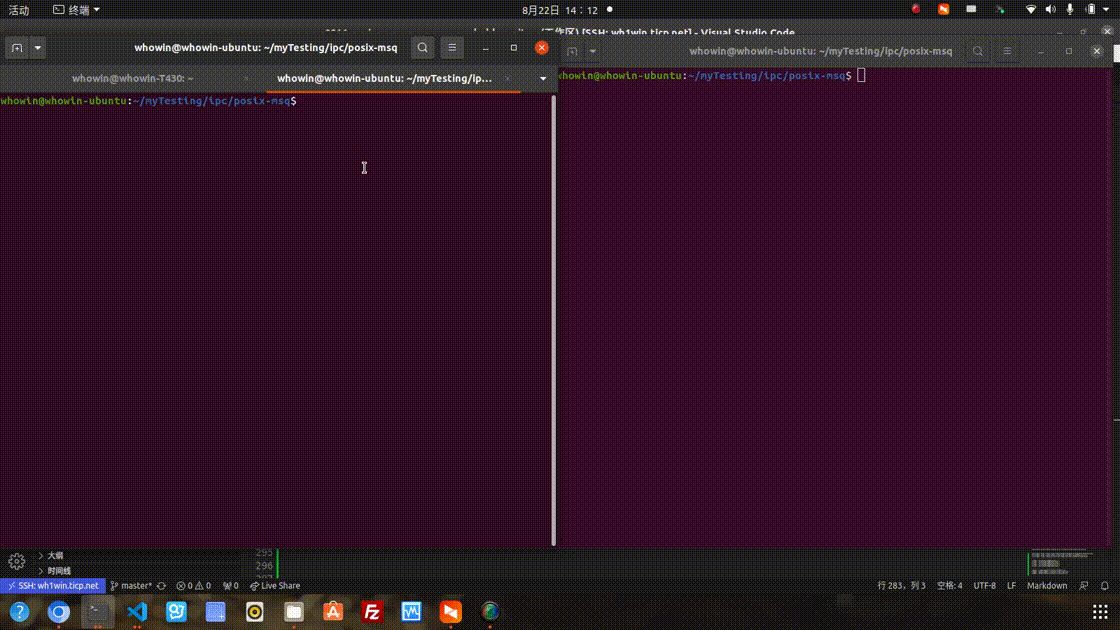 活动
终端
8月22日 14：12
[SSH: wh1win.ticp.net] - Visual Studio Code
whowin@whowin-ubuntu: ~/myTesting/ipc/posix-msq
whowin@whowin-ubuntu: ~/myTesting/ipc/posix-msq
whowin@whowin-T430: ~
whowin@whowin-ubuntu: ~/myTesting/ip...
whowin@whowin-ubuntu:~/myTesting/ipc/posix-msq$
whowin@whowin-ubuntu:~/myTesting/ipc/posix-msq$
大纲
时间线
295
296
SSH: wh1win.ticp.net
master*
0
0
0
Live Share
行 283，列 3
空格: 4
UTF-8
LF
Markdown